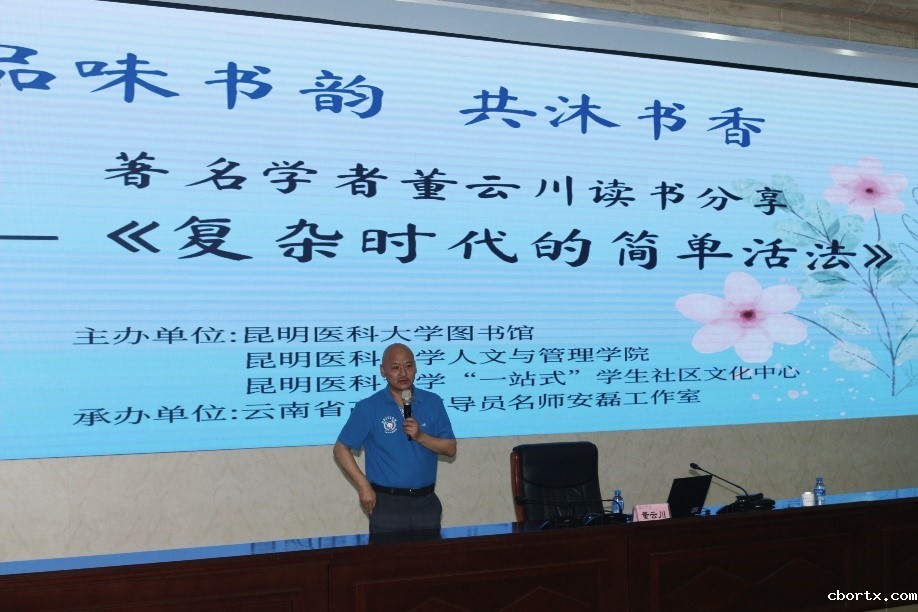 品味书韵 共沐书香
著名学者董云川读书分享
—《复杂时代的简单活法》
主办单位:昆明医科大学图书馆
昆明医科 学人文与管理学院
昆明医科 学“一站式”学生社区文化中心
承办单位:云南省 导员名师安磊工作室
董云川
cbortx.com